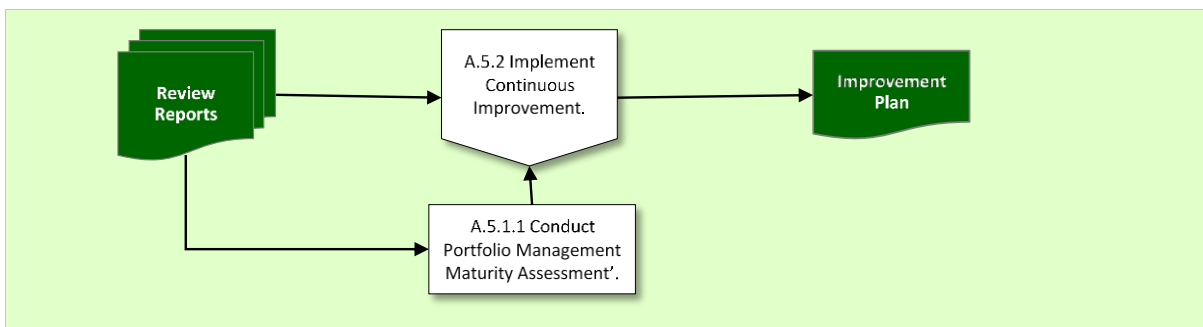 Review
Reports
A.5.2 Implement
Continuous
Improvement.
Improvement
Plan
A.5.1.1 Conduct
Portfolio Management
Maturity Assessment’.